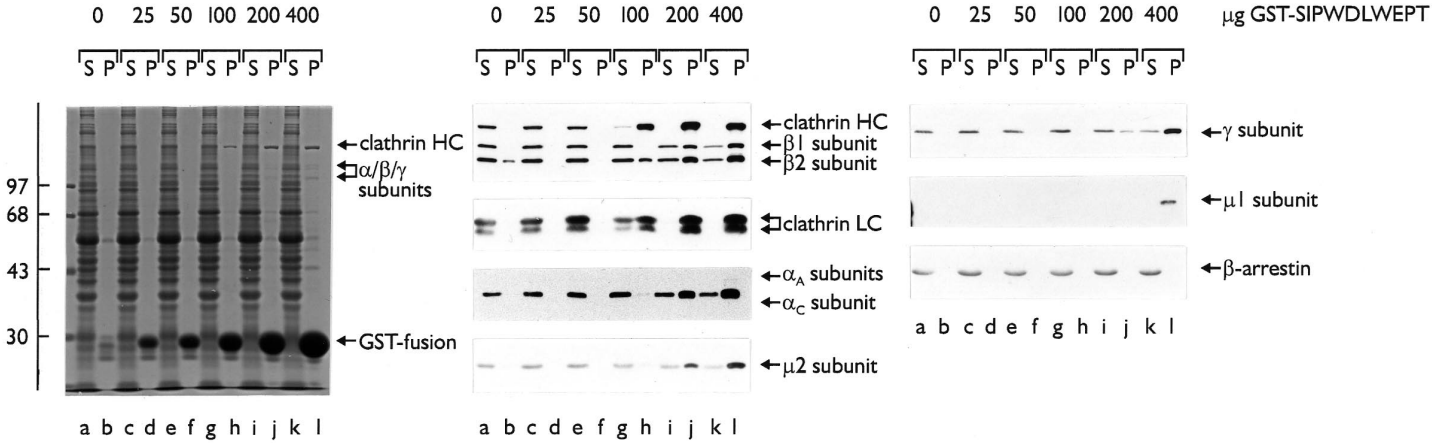 0 25 50 100 200 400
S P S P S P S P S P S P
97
68
43
30
clathrin HC
α/β/γ
subunits
GST-fusion
a b c d e f g h i j k l
0 25 50 100 200 400
S P S P S P S P S P S P
clathrin HC
β1 subunit
β2 subunit
clathrin LC
αA subunits
αC subunit
μ2 subunit
a b c d e f g h i j k l
0 25 50 100 200 400 μg GST-SIPWDLWEPT
S P S P S P S P S P S P
γ subunit
μ1 subunit
β-arrestin
a b c d e f g h i j k l